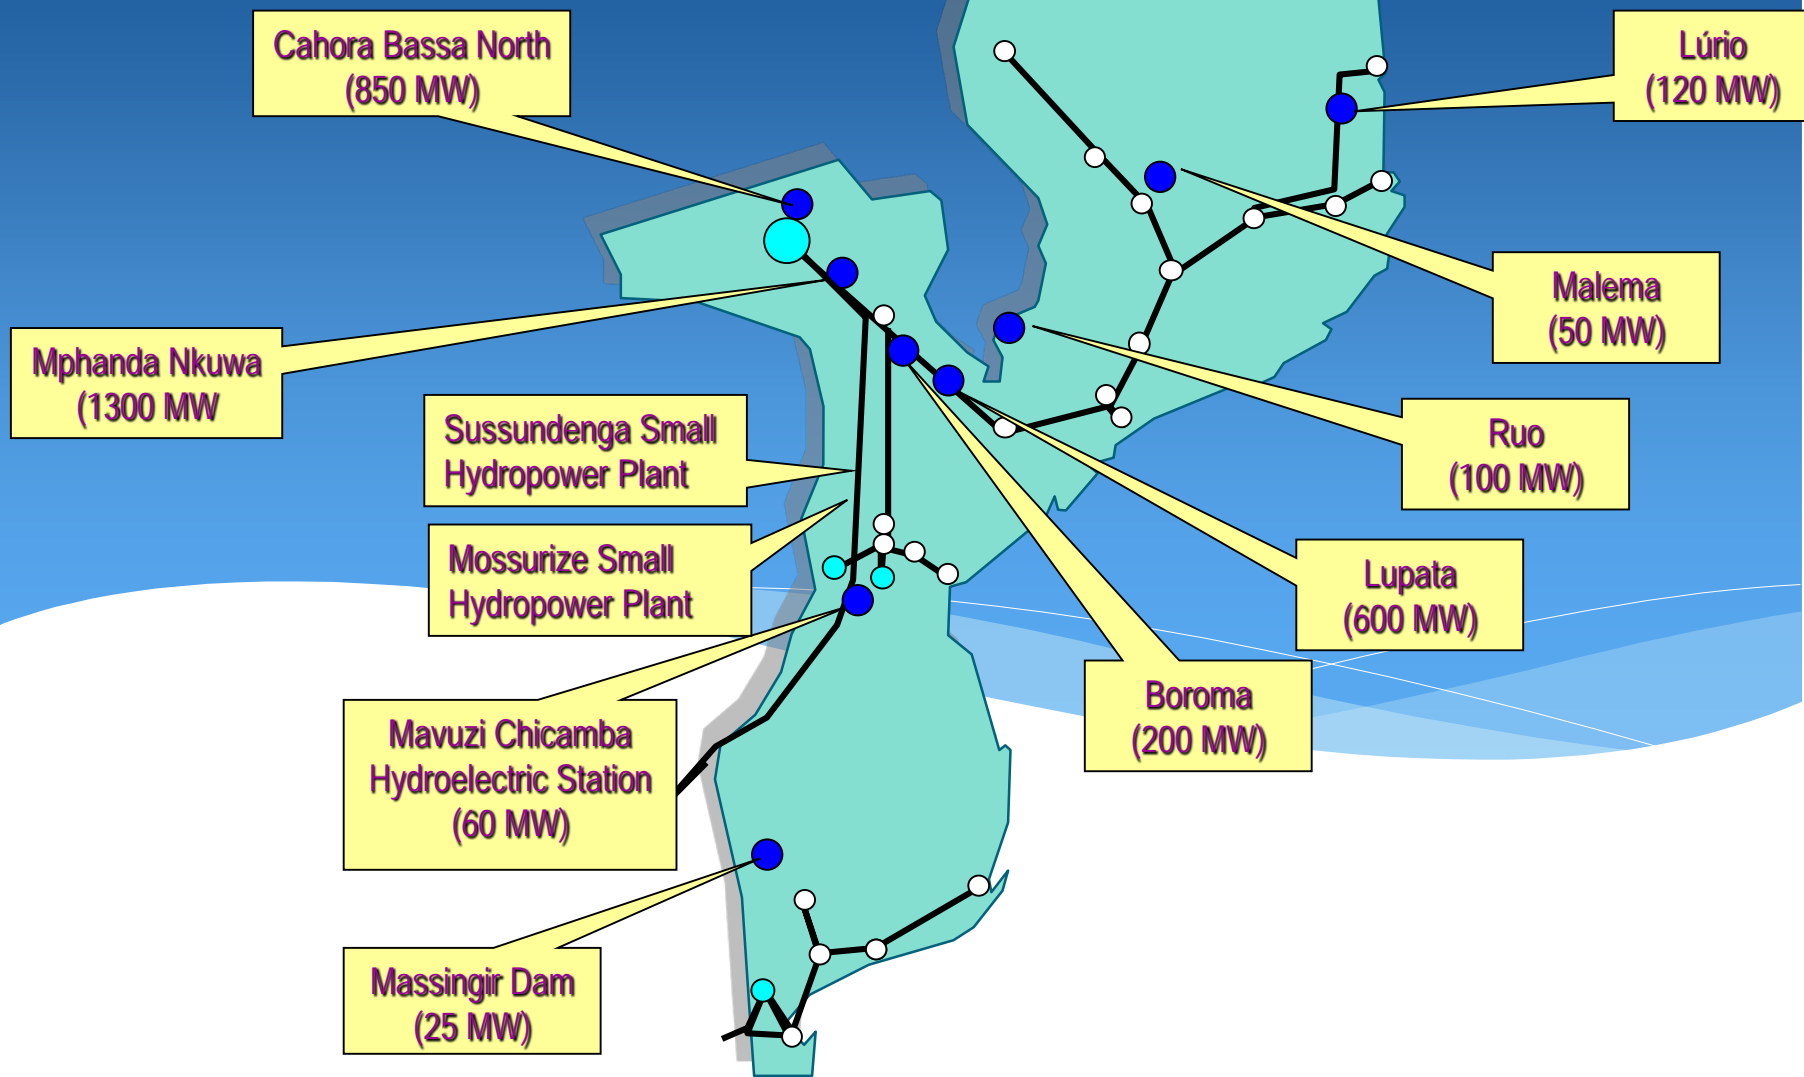 Cahora Bassa North
(850 MW)
Lúrio
(120 MW)
Malema
(50 MW)
Mphanda Nkuwa
(1300 MW
Sussundenga Small
Hydropower Plant
Ruo
(100 MW)
Mossurize Small
Hydropower Plant
Lupata
(600 MW)
Boroma
(200 MW)
Mavuzi Chicamba
Hydroelectric Station
(60 MW)
Massingir Dam
(25 MW)